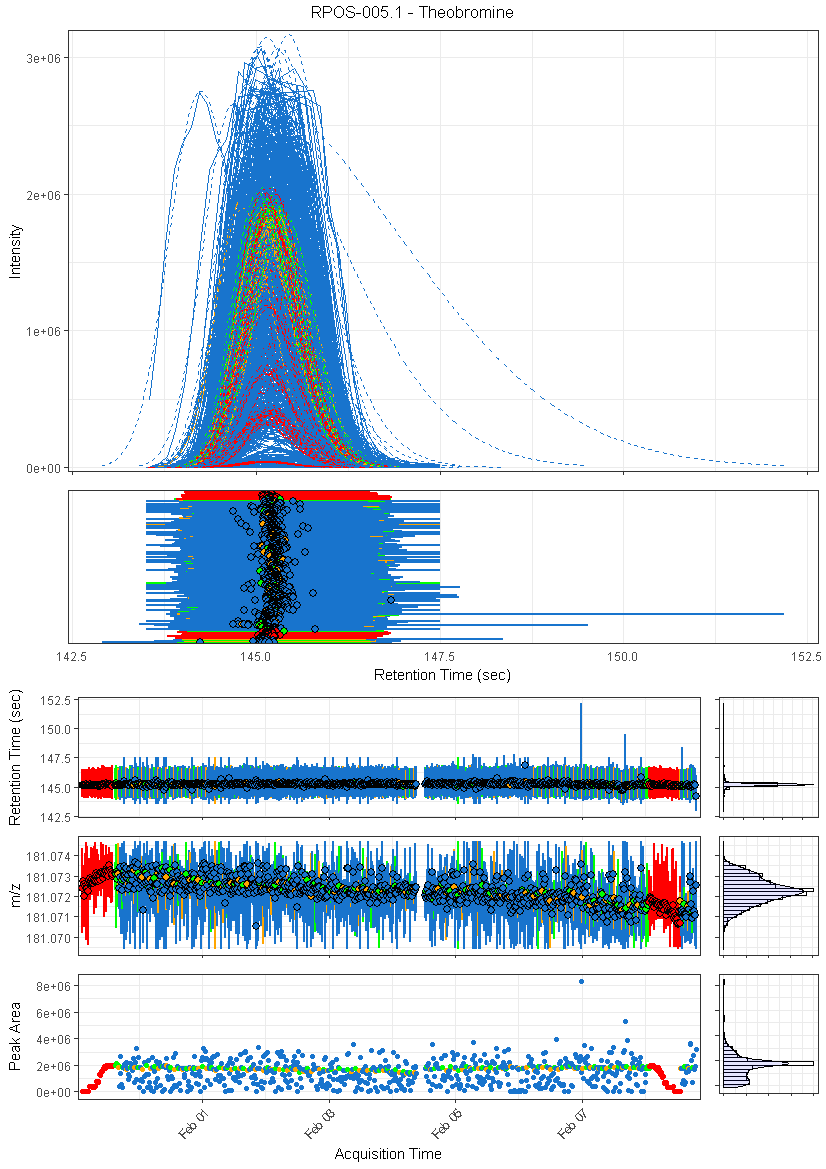 RPOS-005.1 - Theobromine
3e+06
2e+06
1e+06
0e+00
Intensity
142.5 145.0 147.5 150.0 152.5
Retention Time (sec)
152.5
150.0
147.5
145.0
142.5
Retention Time (sec)
181.074
181.073
181.072
181.071
181.070
m/z
8e+06
6e+06
4e+06
2e+06
0e+00
Peak Area
Feb 01 Feb 03 Feb 05 Feb 07
Acquisition Time